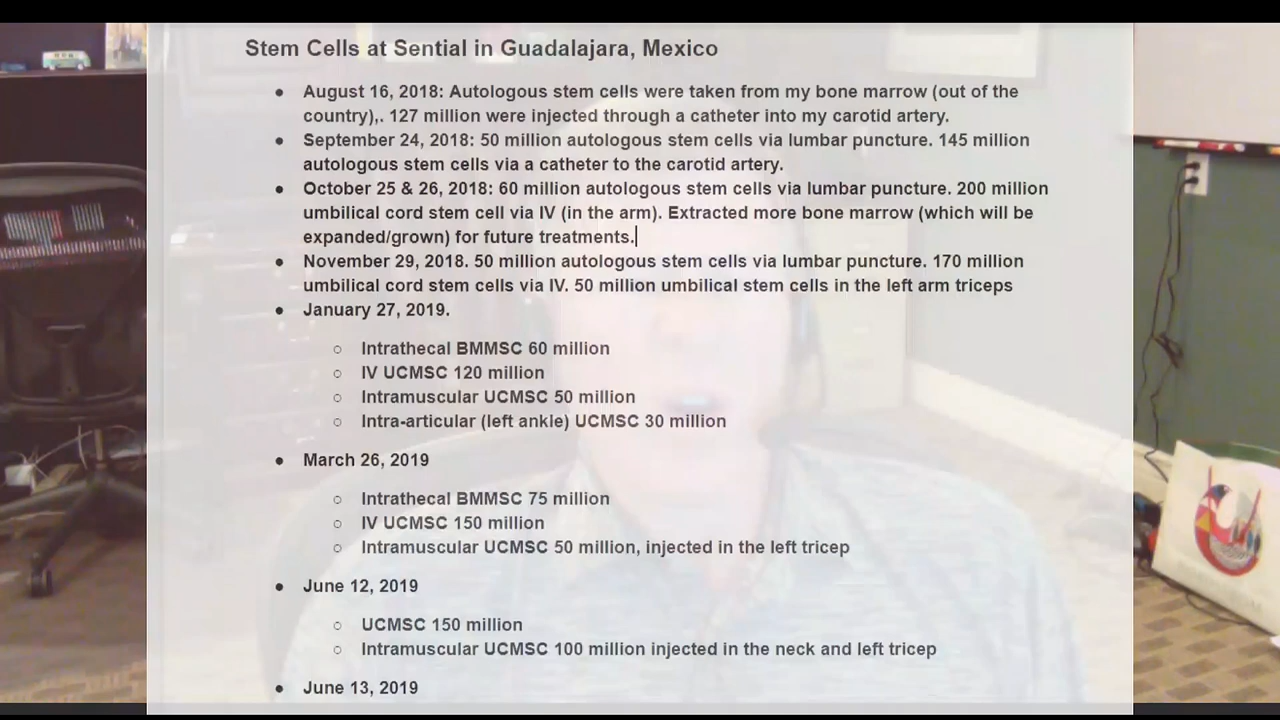 Stem Cells at Sential in Guadalajara, Mexico
● August 16, 2018: Autologous stem cells were taken from my bone marrow (out of the
country),. 127 million were injected through a catheter into my carotid artery.
● September 24, 2018: 50 million autologous stem cells via lumbar puncture. 145 million
autologous stem cells via a catheter to the carotid artery.
● October 25 & 26, 2018: 60 million autologous stem cells via lumbar puncture. 200 million
umbilical cord stem cell via IV (in the arm). Extracted more bone marrow (which will be
expanded/grown) for future treatments.
● November 29, 2018. 50 million autologous stem cells via lumbar puncture. 170 million
umbilical cord stem cells via IV. 50 million umbilical stem cells in the left arm triceps
● January 27, 2019.
○ Intrathecal BMMSC 60 million
○ IV UCMSC 120 million
○ Intramuscular UCMSC 50 million
○ Intra-articular (left ankle) UCMSC 30 million
● March 26, 2019
○ Intrathecal BMMSC 75 million
○ IV UCMSC 150 million
○ Intramuscular UCMSC 50 million, injected in the left tricep
● June 12, 2019
○ UCMSC 150 million
○ Intramuscular UCMSC 100 million injected in the neck and left tricep
● June 13, 2019